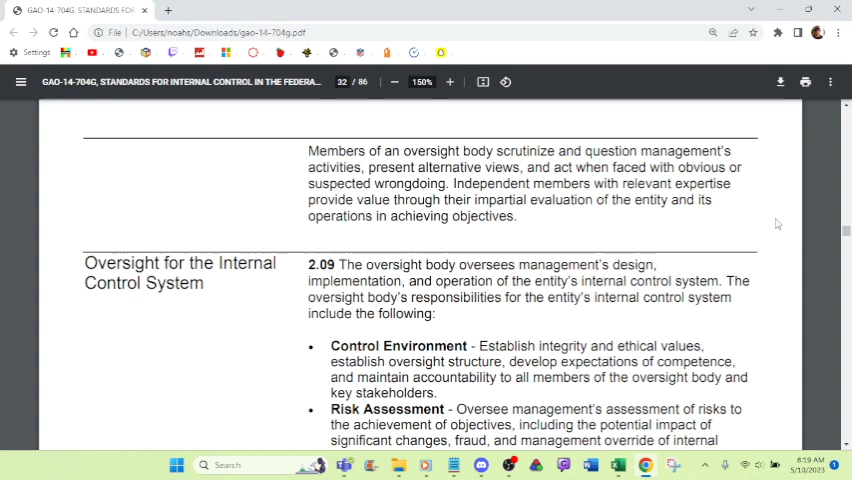 GAO-14-704G, STANDARDS FOR
File
C:/Users/noahs/Downloads/gao-14-704g.pdf
Settings
GAO-14-704G, STANDARDS FOR INTERNAL CONTROL IN THE FEDERA...
32 / 86
150%
Members of an oversight body scrutinize and question management's
activities, present alternative views, and act when faced with obvious or
suspected wrongdoing. Independent members with relevant expertise
provide value through their impartial evaluation of the entity and its
operations in achieving objectives.
Oversight for the Internal
Control System
2.09 The oversight body oversees management's design,
implementation, and operation of the entity's internal control system. The
oversight body's responsibilities for the entity's internal control system
include the following:
• Control Environment - Establish integrity and ethical values,
establish oversight structure, develop expectations of competence,
and maintain accountability to all members of the oversight body and
key stakeholders.
• Risk Assessment - Oversee management's assessment of risks to
the achievement of objectives, including the potential impact of
significant changes, fraud, and management override of internal
Search
8:19 AM
5/10/2023